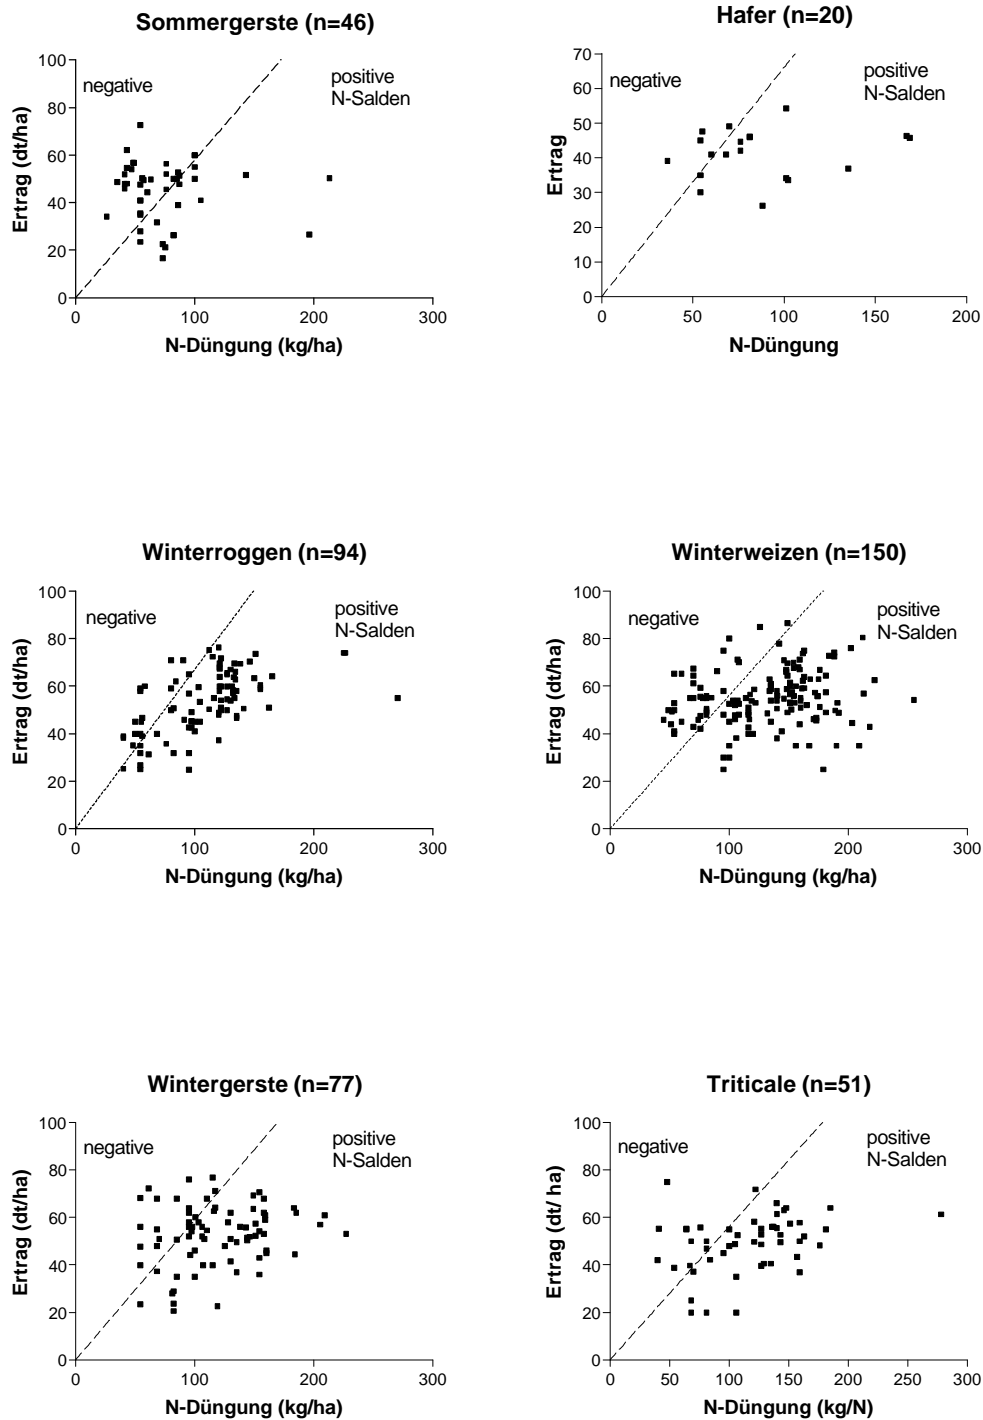 Sommergerste (n=46)
100
80
60
40
20
0
Ertrag (dt/ha)
negative
positive
N-Salden
0
100
200
300
N-Düngung (kg/ha)
Hafer (n=20)
70
60
50
40
30
20
10
0
Ertrag
negative
positive
N-Salden
0
50
100
150
200
N-Düngung
Winterroggen (n=94)
100
80
60
40
20
0
Ertrag (dt/ha)
negative
positive
N-Salden
0
100
200
300
N-Düngung (kg/ha)
Winterweizen (n=150)
100
80
60
40
20
0
Ertrag (dt/ha)
negative
positive
N-Salden
0
100
200
300
N-Düngung (kg/ha)
Wintergerste (n=77)
100
80
60
40
20
0
Ertrag (dt/ha)
negative
positive
N-Salden
0
100
200
300
N-Düngung (kg/ha)
Triticale (n=51)
100
80
60
40
20
0
Ertrag (dt/ ha)
negative
positive
N-Salden
0
50
100
150
200
250
300
N-Düngung (kg/N)